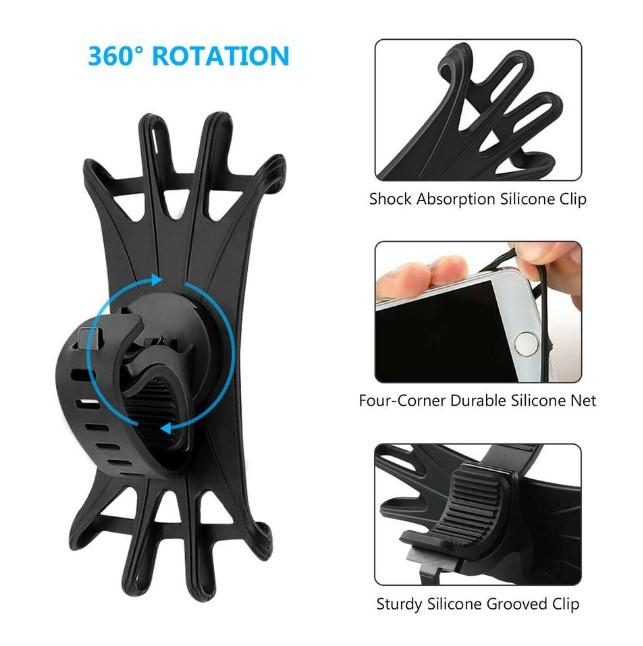 360° ROTATION
Shock Absorption Silicone Clip
Four-Corner Durable Silicone Net
Sturdy Silicone Grooved Clip